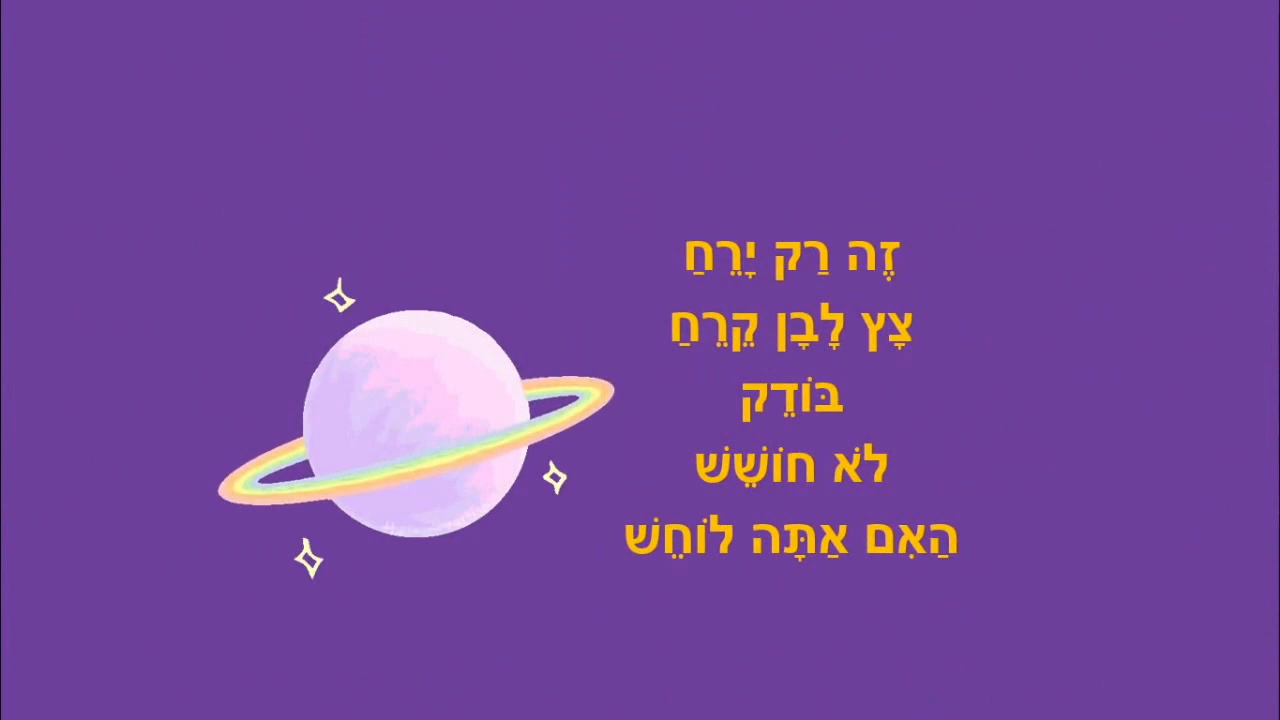 זֶה רַק יָרֵחַ
צָץ לָבָן קֵרֵחַ
בּוֹדֵק
לֹא חוֹשֵׁשׁ
הַאִם אַתָּה לוֹחֵשׁ